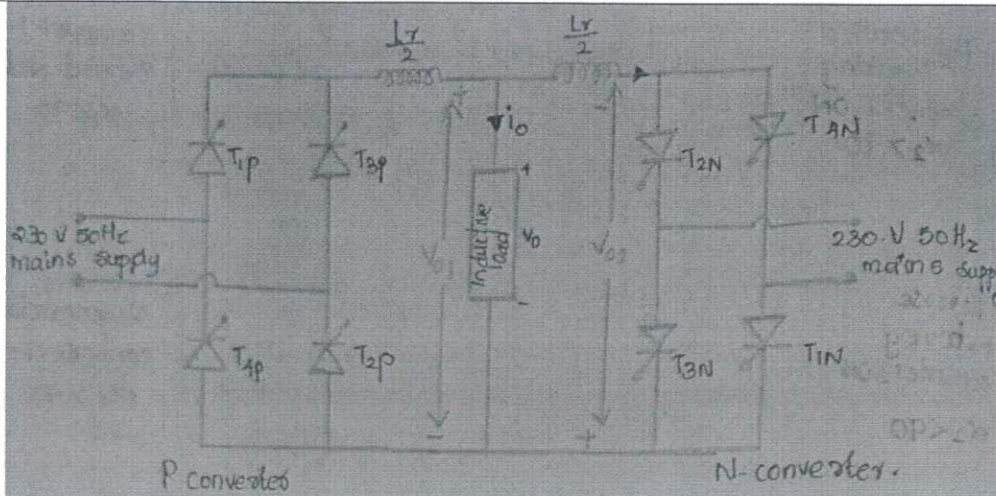 Lr/2
Lr/2
+
-
T1P
T3P
io
T2N
T4N
230 V 50Hz
mains supply
V01
+
Inductive
load
-
V0
V02
230 V 50Hz
mains supp
T4P
T2P
T3N
T1N
-
+
P converter
N-converter.